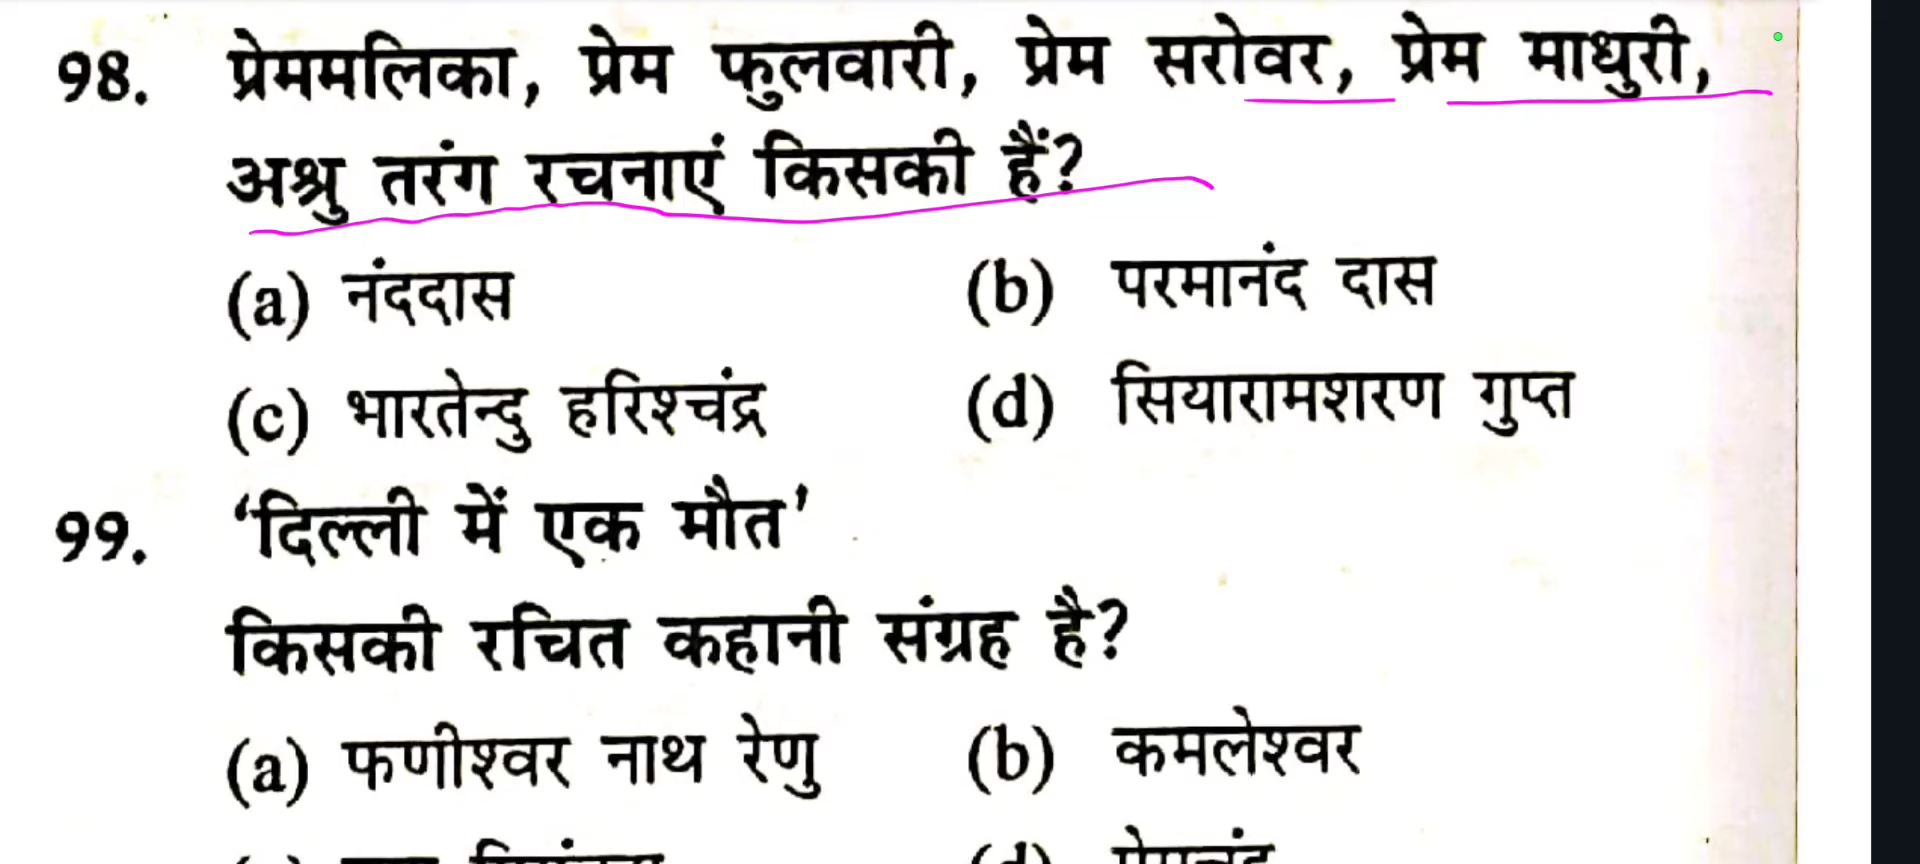 98. प्रेममलिका, प्रेम फुलवारी, प्रेम सरोवर, प्रेम माधुरी,
अश्रु तरंग रचनाएं किसकी हैं?
(a) नंददास (b) परमानंद दास
(c) भारतेन्दु हरिश्चंद्र (d) सियारामशरण गुप्त
99. ‘दिल्ली में एक मौत’
किसकी रचित कहानी संग्रह है?
(a) फणीश्वर नाथ रेणु (b) कमलेश्वर
(d) प्रेमचंद